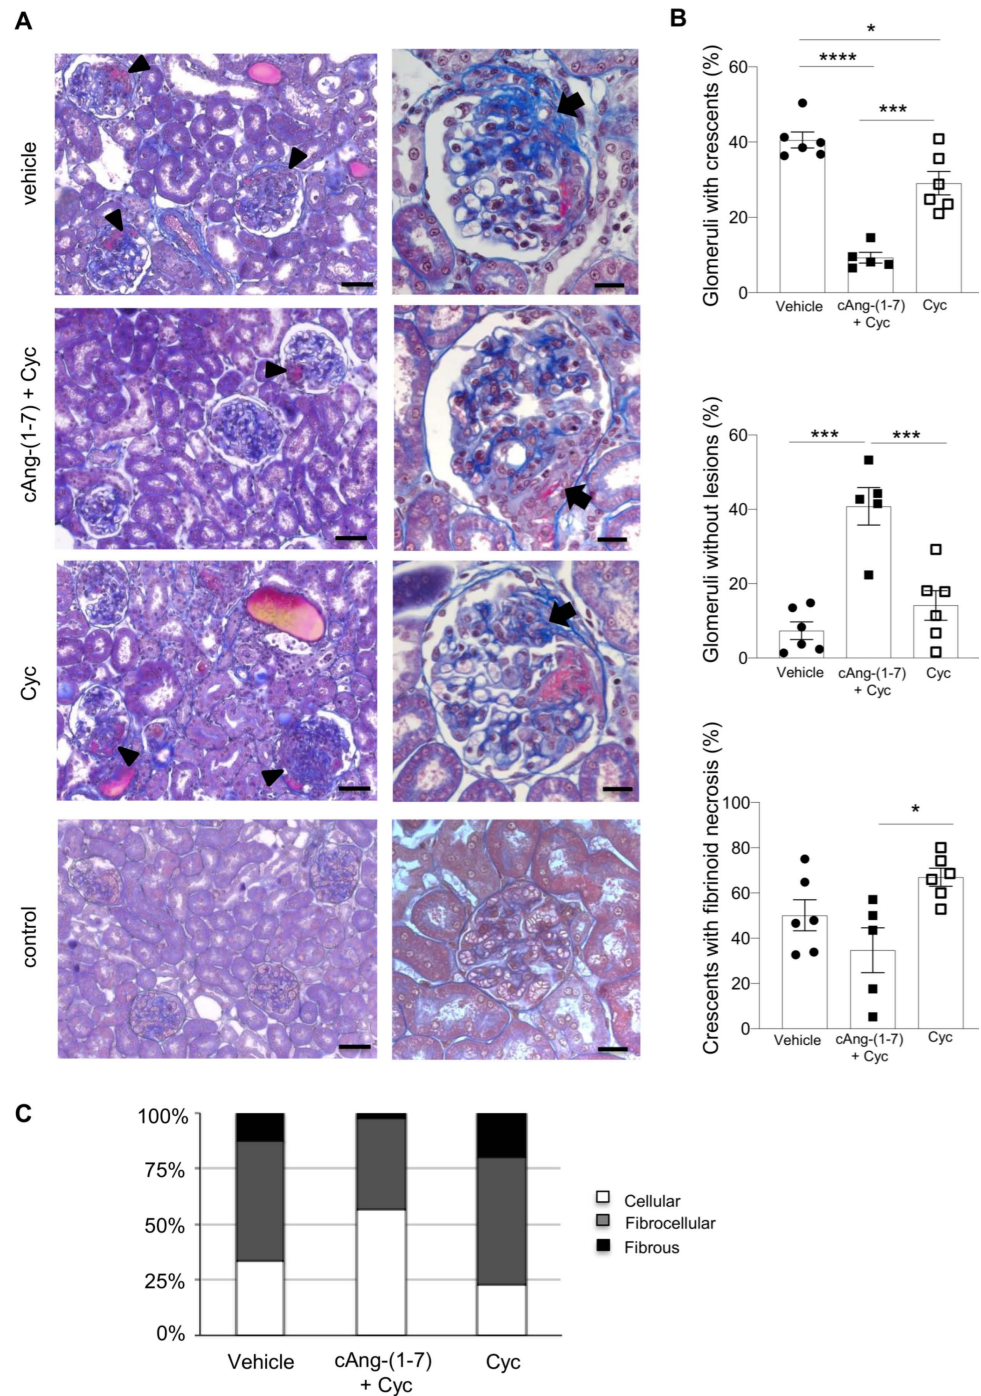 A
vehicle
cAng-(1-7) + Cyc
Cyc
control
B
Glomeruli with crescents (%)
60
40
20
0
*
****
***
Vehicle
cAng-(1-7)
+ Cyc
Cyc
Glomeruli without lesions (%)
60
40
20
0
***
***
Vehicle
cAng-(1-7)
+ Cyc
Cyc
Crescents with fibrinoid necrosis (%)
100
80
60
40
20
0
*
Vehicle
cAng-(1-7)
+ Cyc
Cyc
C
100%
75%
50%
25%
0%
Vehicle
cAng-(1-7)
+ Cyc
Cyc
Cellular
Fibrocellular
Fibrous